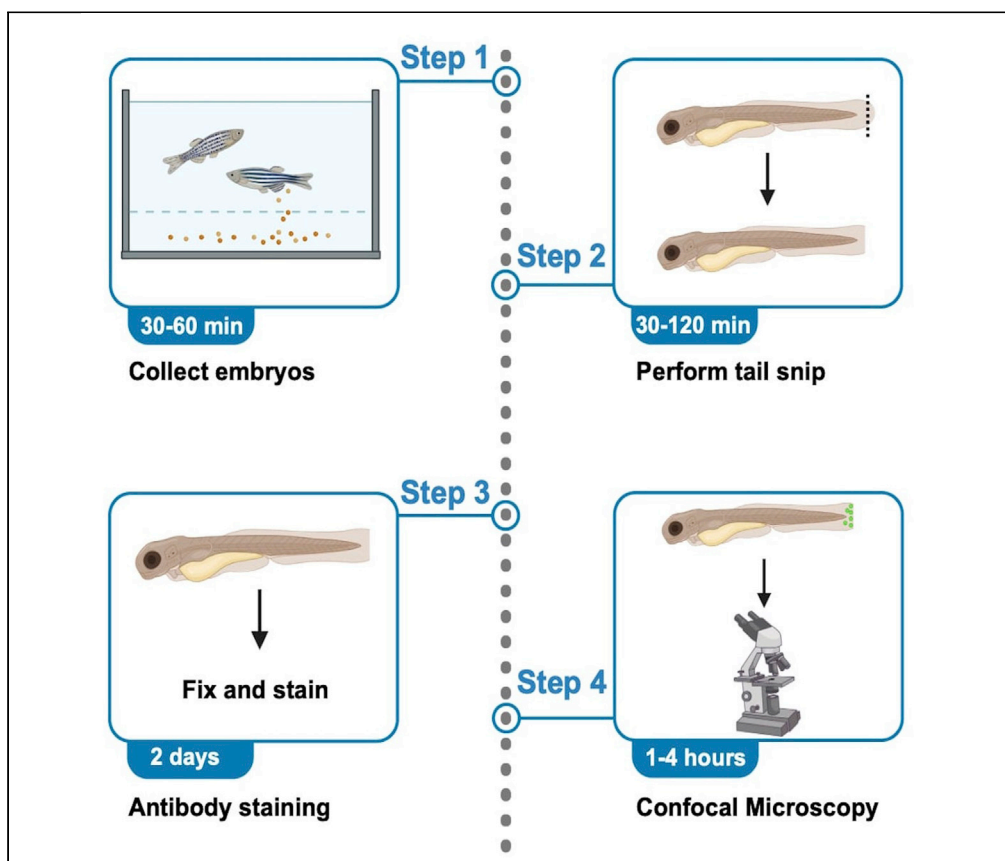 Step 1
30-60 min
Collect embryos
Step 2
30-120 min
Perform tail snip
Step 3
Fix and stain
2 days
Antibody staining
Step 4
1-4 hours
Confocal Microscopy